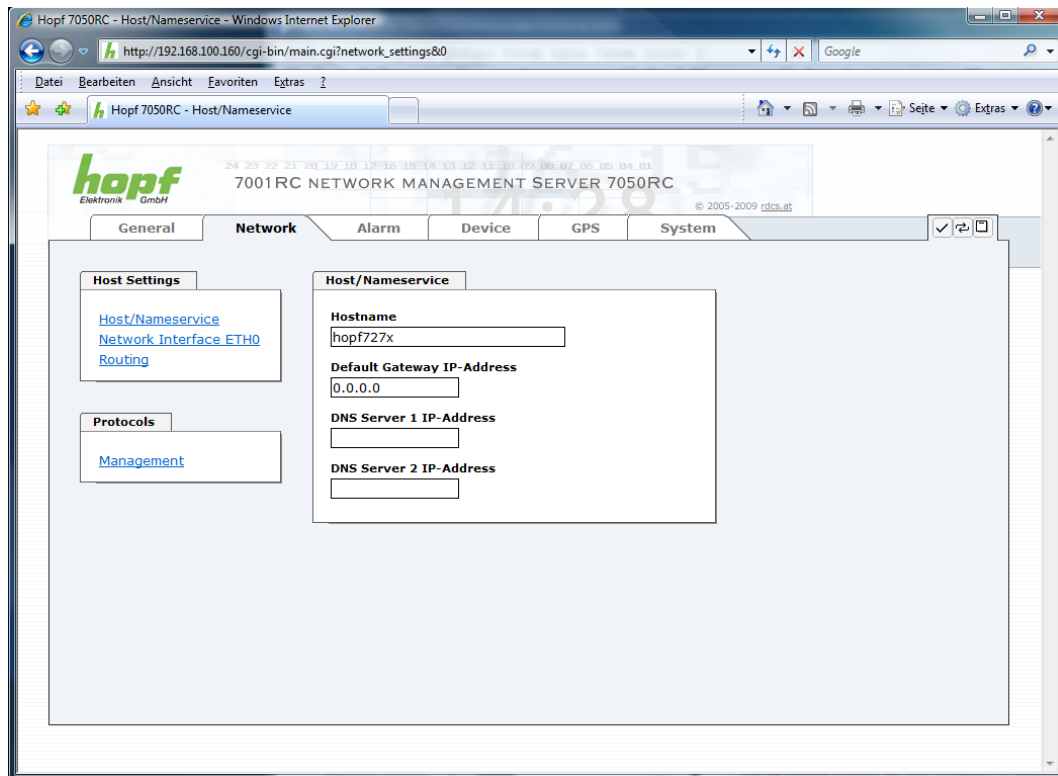 Hopf 7050RC - Host/Nameservice - Windows Internet Explorer
http://192.168.100.160/cgi-bin/main.cgi?network_settings&0
Google
Datei Bearbeiten Ansicht Favoriten Extras ?
Hopf 7050RC - Host/Nameservice
Seite Extras
24 23 22 21 20 19 18 17 16 15 14 13 12 11 10 09 08 07 06 05 04 01
hopf
Elektronik GmbH
7001RC NETWORK MANAGEMENT SERVER 7050RC
14:28
© 2005-2009 rdcs.at
General Network Alarm Device GPS System
Host Settings
Host/Nameservice
Network Interface ETH0
Routing
Protocols
Management
Host/Nameservice
Hostname
hopf727x
Default Gateway IP-Address
0.0.0.0
DNS Server 1 IP-Address
DNS Server 2 IP-Address